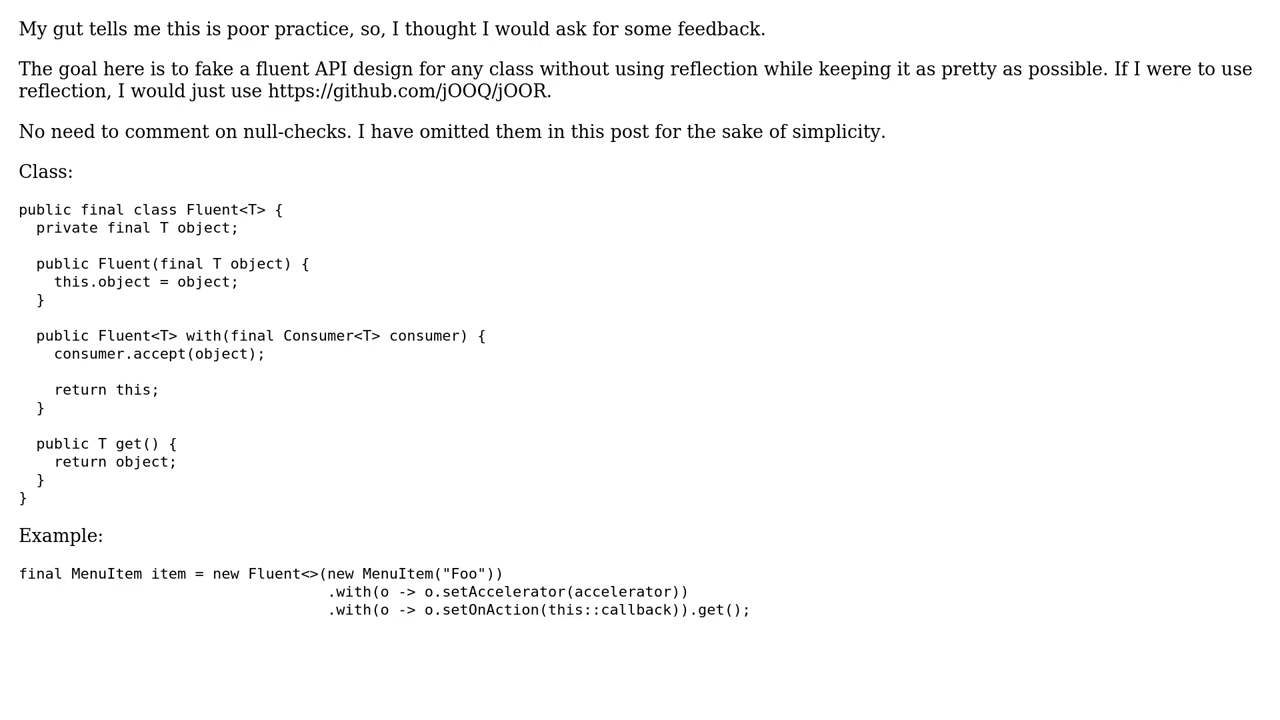 My gut tells me this is poor practice, so, I thought I would ask for some feedback.
The goal here is to fake a fluent API design for any class without using reflection while keeping it as pretty as possible. If I were to use
reflection, I would just use https://github.com/jOOQ/jOOR.
No need to comment on null-checks. I have omitted them in this post for the sake of simplicity.
Class:
public final class Fluent<T> {
  private final T object;
  public Fluent(final T object) {
    this.object = object;
  }
  public Fluent<T> with(final Consumer<T> consumer) {
    consumer.accept(object);
    return this;
  }
  public T get() {
    return object;
  }
}
Example:
final MenuItem item = new Fluent<>(new MenuItem("Foo"))
                                   .with(o -> o.setAccelerator(accelerator))
                                   .with(o -> o.setOnAction(this::callback)).get();